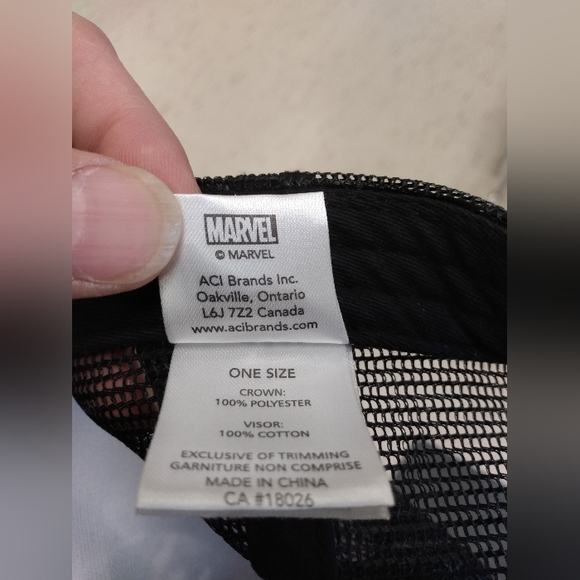 MARVEL
© MARVEL
ACI Brands Inc.
Oakville, Ontario
L6J 7Z2 Canada
www.acibrands.com
ONE SIZE
CROWN:
100% POLYESTER
VISOR:
100% COTTON
EXCLUSIVE OF TRIMMING
GARNITURE NON COMPRISE
MADE IN CHINA
CA #18026